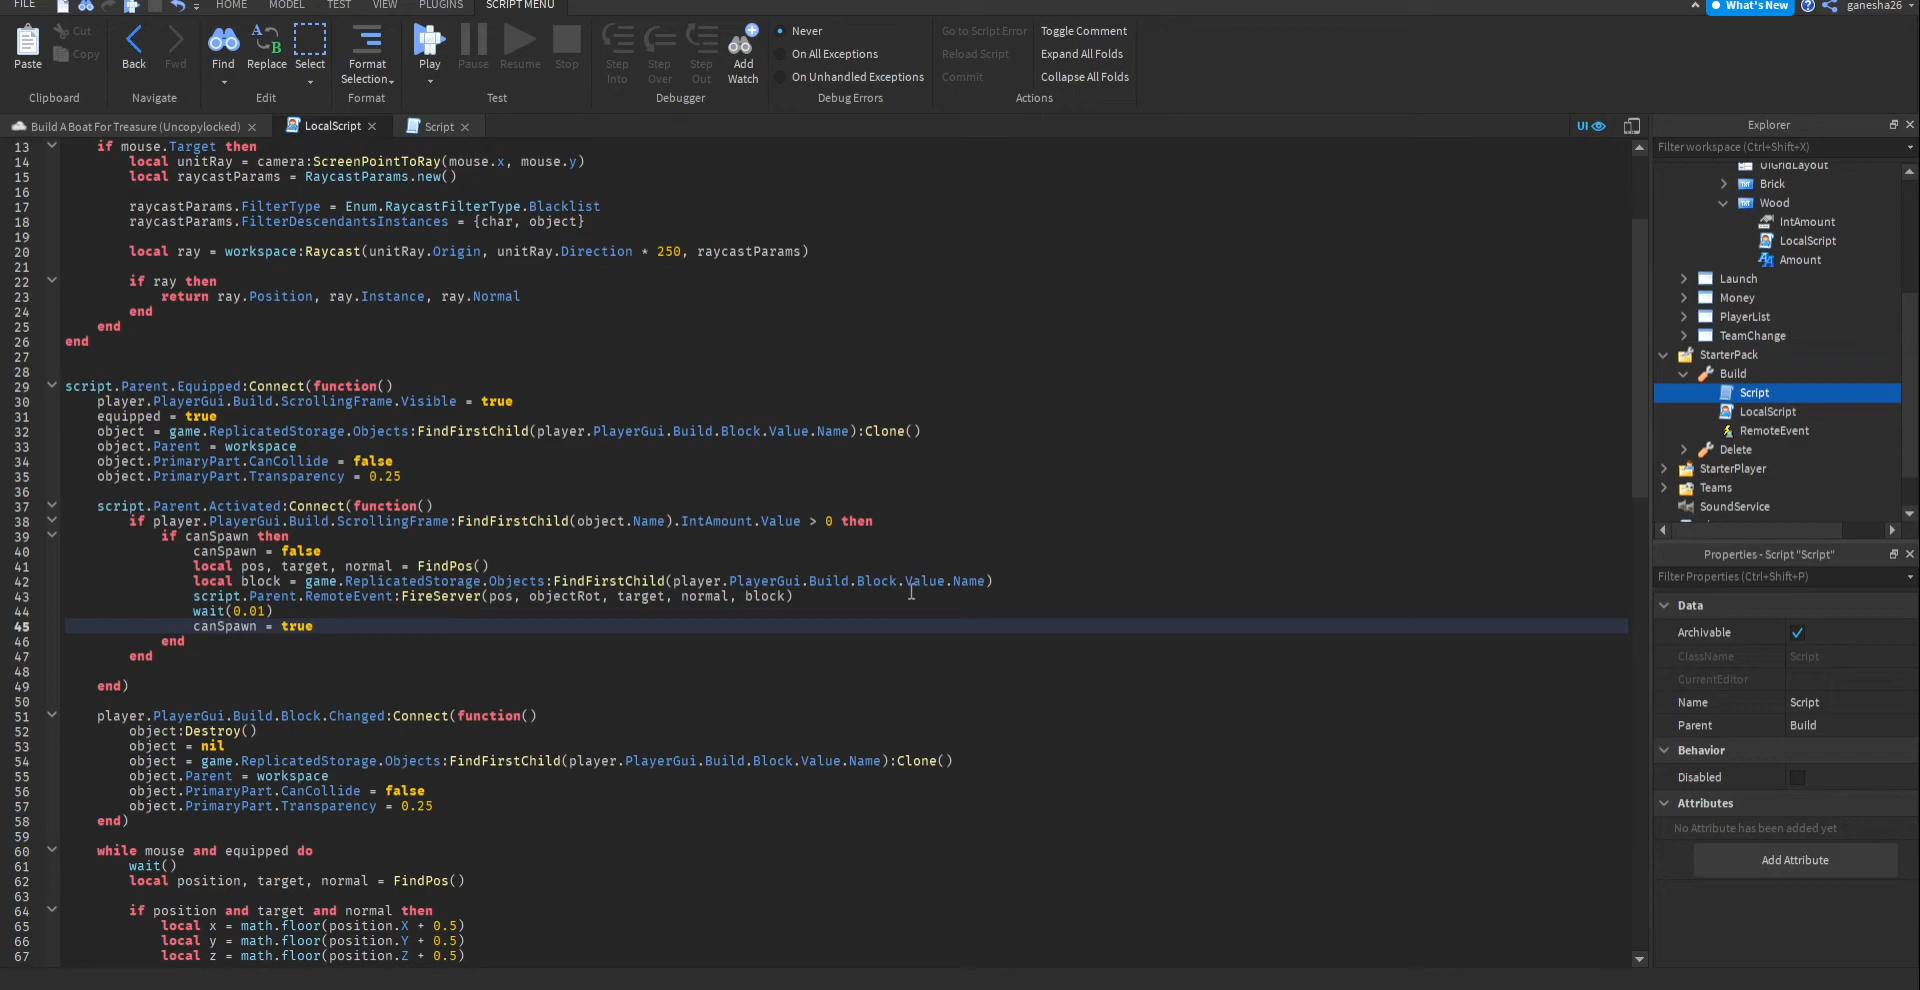 FILE HOME MODEL TEST VIEW PLUGINS SCRIPT MENU What's New ganesha26
Paste Cut Copy Back Fwd Find Replace Select Format Selection Play Pause Resume Stop Step Into Step Over Step Out Add Watch Never On All Exceptions On Unhandled Exceptions Go to Script Error Reload Script Commit Toggle Comment Expand All Folds Collapse All Folds
Clipboard Navigate Edit Format Test Debugger Debug Errors Actions
Build A Boat For Treasure (Uncopylocked) LocalScript Script UI
13 if mouse.Target then
14 local unitRay = camera:ScreenPointToRay(mouse.x, mouse.y)
15 local raycastParams = RaycastParams.new()
16
17 raycastParams.FilterType = Enum.RaycastFilterType.Blacklist
18 raycastParams.FilterDescendantsInstances = {char, object}
19
20 local ray = workspace:Raycast(unitRay.Origin, unitRay.Direction * 250, raycastParams)
21
22 if ray then
23 return ray.Position, ray.Instance, ray.Normal
24 end
25 end
26 end
27
28
29 script.Parent.Equipped:Connect(function()
30 player.PlayerGui.Build.ScrollingFrame.Visible = true
31 equipped = true
32 object = game.ReplicatedStorage.Objects:FindFirstChild(player.PlayerGui.Build.Block.Value.Name):Clone()
33 object.Parent = workspace
34 object.PrimaryPart.CanCollide = false
35 object.PrimaryPart.Transparency = 0.25
36
37 script.Parent.Activated:Connect(function()
38 if player.PlayerGui.Build.ScrollingFrame:FindFirstChild(object.Name).IntAmount.Value > 0 then
39 if canSpawn then
40 canSpawn = false
41 local pos, target, normal = FindPos()
42 local block = game.ReplicatedStorage.Objects:FindFirstChild(player.PlayerGui.Build.Block.Value.Name)
43 script.Parent.RemoteEvent:FireServer(pos, objectRot, target, normal, block)
44 wait(0.01)
45 canSpawn = true
46 end
47 end
48
49 end)
50
51 player.PlayerGui.Build.Block.Changed:Connect(function()
52 object:Destroy()
53 object = nil
54 object = game.ReplicatedStorage.Objects:FindFirstChild(player.PlayerGui.Build.Block.Value.Name):Clone()
55 object.Parent = workspace
56 object.PrimaryPart.CanCollide = false
57 object.PrimaryPart.Transparency = 0.25
58 end)
59
60 while mouse and equipped do
61 wait()
62 local position, target, normal = FindPos()
63
64 if position and target and normal then
65 local x = math.floor(position.X + 0.5)
66 local y = math.floor(position.Y + 0.5)
67 local z = math.floor(position.Z + 0.5)
Explorer
Filter workspace (Ctrl+Shift+X)
UIGridLayout
Brick
Wood
IntAmount
LocalScript
Amount
Launch
Money
PlayerList
TeamChange
StarterPack
Build
Script
LocalScript
RemoteEvent
Delete
StarterPlayer
Teams
SoundService
Properties - Script "Script"
Filter Properties (Ctrl+Shift+P)
Data
Archivable
ClassName Script
CurrentEditor
Name Script
Parent Build
Behavior
Disabled
Attributes
No Attribute has been added yet
Add Attribute